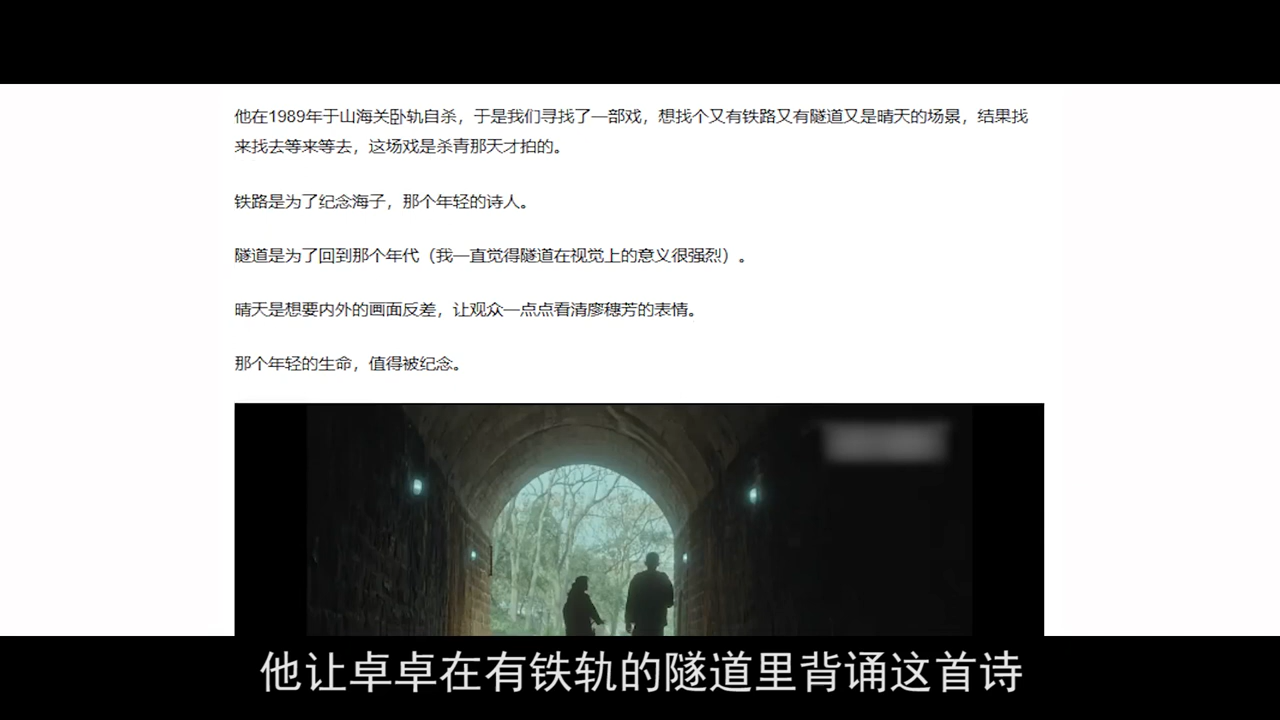 他在1989年于山海关卧轨自杀，于是我们寻找了一部戏，想找个又有铁路又有隧道又是晴天的场景，结果找
来找去等来等去，这场戏是杀青那天才拍的。
铁路是为了纪念海子，那个年轻的诗人。
隧道是为了回到那个年代（我一直觉得隧道在视觉上的意义很强烈）。
晴天是想要内外的画面反差，让观众一点点看清廖穗芳的表情。
那个年轻的生命，值得被纪念。
他让卓卓在有铁轨的隧道里背诵这首诗